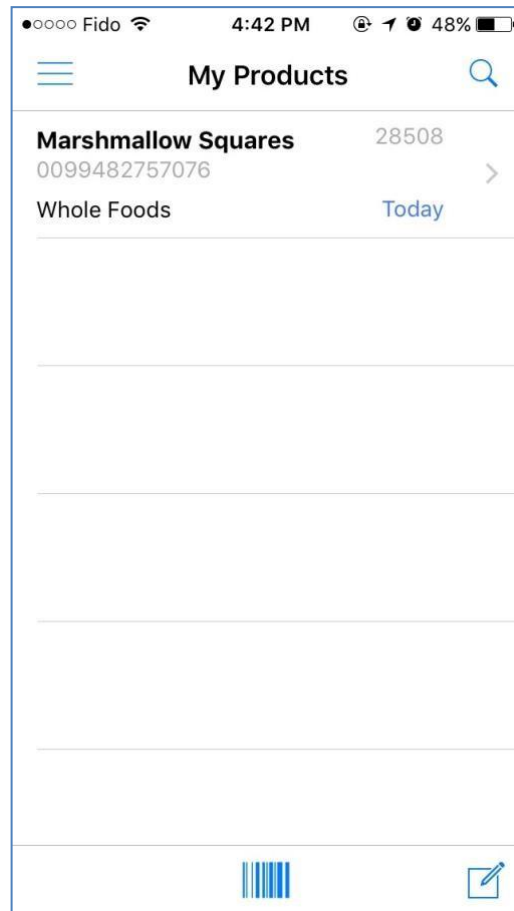 Fido 4:42 PM 48%
My Products
Marshmallow Squares 28508
0099482757076
Whole Foods Today